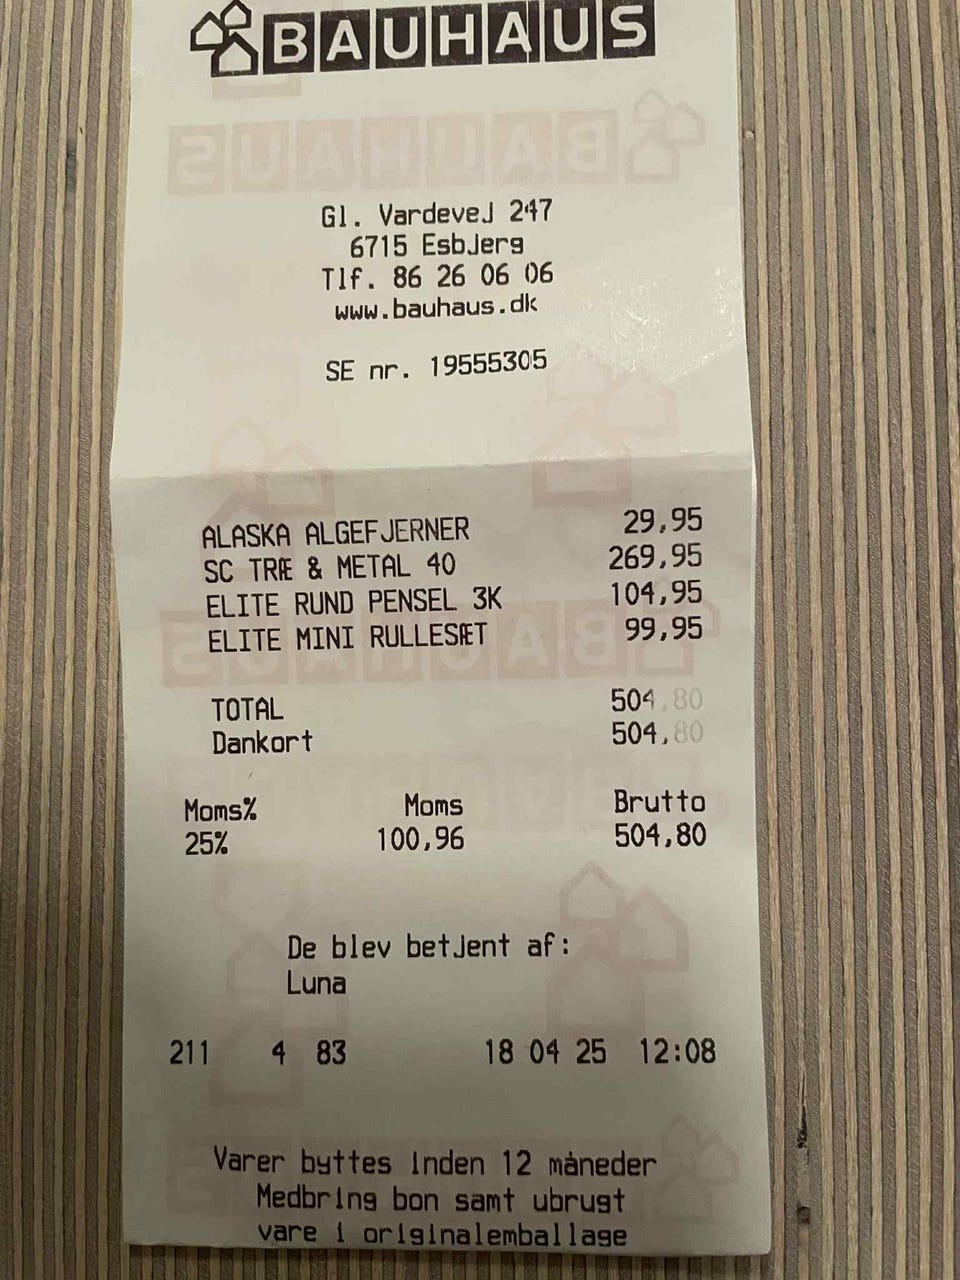 BAUHAUS
Gl. Vardevej 247
6715 Esbjerg
Tlf. 86 26 06 06
www.bauhaus.dk
SE nr. 19555305
ALASKA ALGEFJERNER 29,95
SC TRÆ & METAL 40 269,95
ELITE RUND PENSEL 3K 104,95
ELITE MINI RULLESÆT 99,95
TOTAL 504,80
Dankort 504,80
Moms% Moms Brutto
25% 100,96 504,80
De blev betjent af:
Luna
211 4 83 18 04 25 12:08
Varer byttes inden 12 måneder
Medbring bon samt ubrugt
vare i originalemballage